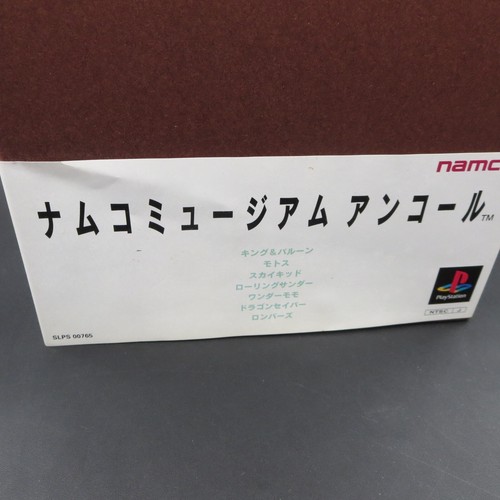 namco
ナムコミュージアム アンコール™
キング&バルーン
モトス
スカイキッド
ローリングサンダー
ワンダーモモ
ドラゴンセイバー
ロンパーズ
PlayStation
NTSC J
SLPS 00765